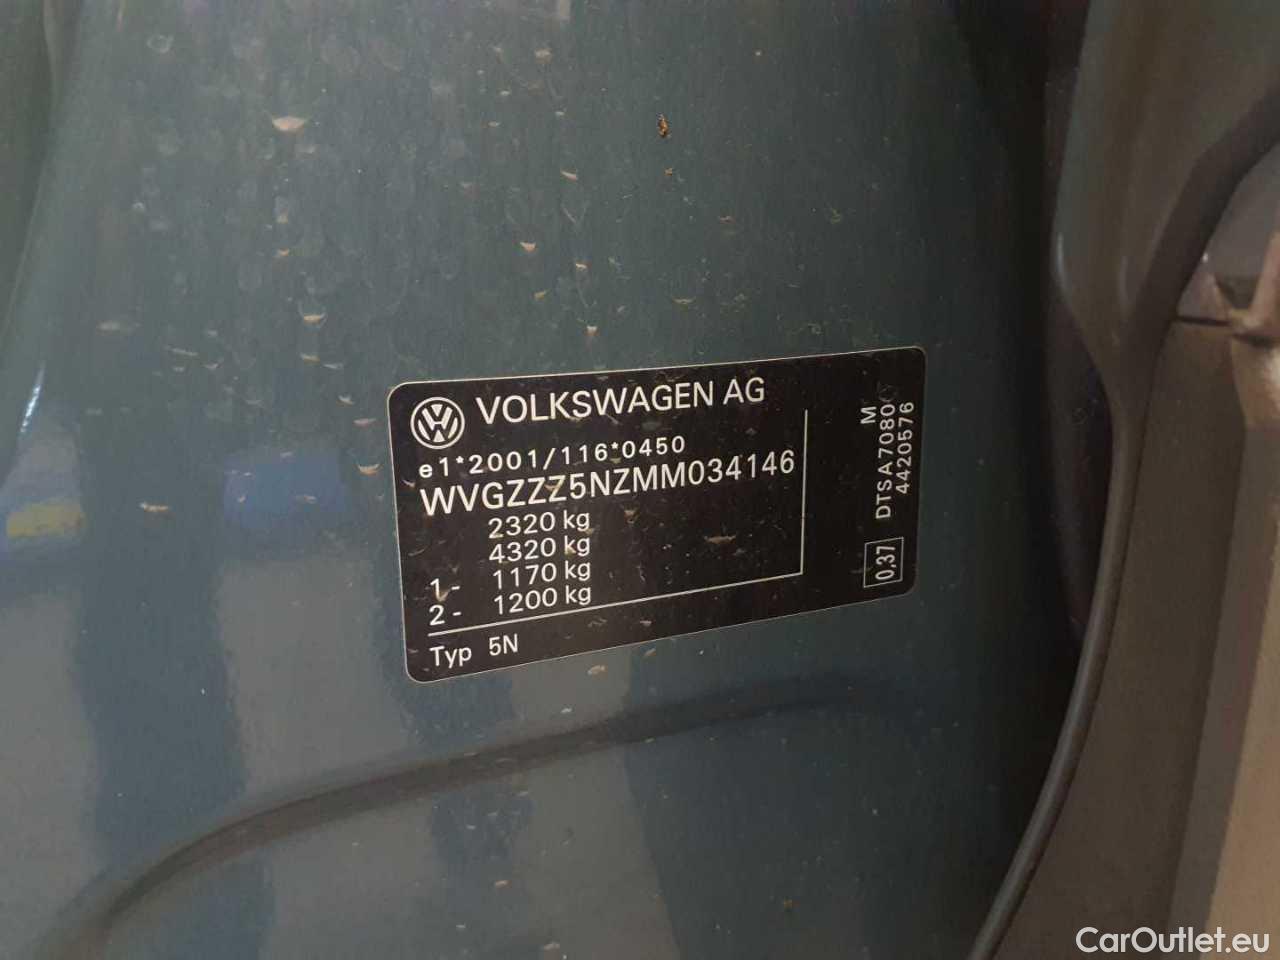 VOLKSWAGEN AG
e1*2001/116*0450
WVGZZZ5NZMM034146
2320 kg
4320 kg
1 - 1170 kg
2 - 1200 kg
Typ 5N
M
DTSA7080
4420576
0,37
CarOutlet.eu